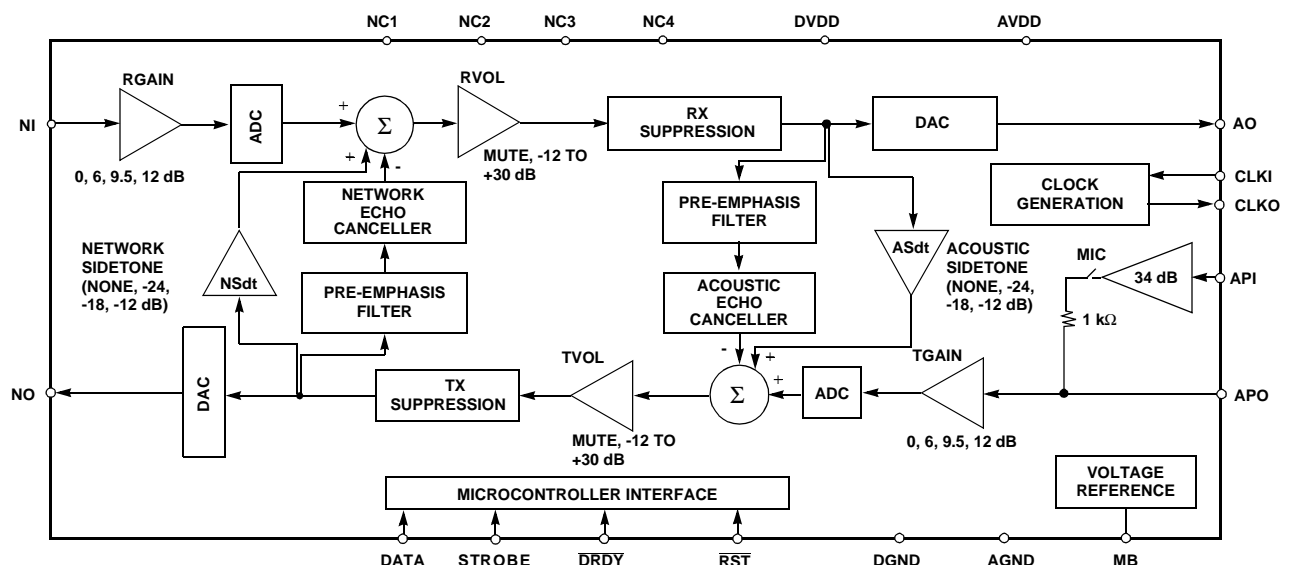 NC1
NC2
NC3
NC4
DVDD
AVDD
RGAIN
RVOL
NI
ADC
+
Σ
RX
SUPPRESSION
DAC
AO
0, 6, 9.5, 12 dB
+
-
MUTE, -12 TO
+30 dB
CLOCK
GENERATION
CLKI
CLKO
NETWORK
ECHO
CANCELLER
PRE-EMPHASIS
FILTER
NETWORK
SIDETONE
(NONE, -24,
-18, -12 dB)
NSdt
ASdt
ACOUSTIC
SIDETONE
(NONE, -24,
-18, -12 dB)
MIC
34 dB
API
PRE-EMPHASIS
FILTER
ACOUSTIC
ECHO
CANCELLER
1 kΩ
-
+
TVOL
TGAIN
NO
DAC
TX
SUPPRESSION
Σ
+
ADC
APO
MUTE, -12 TO
+30 dB
0, 6, 9.5, 12 dB
VOLTAGE
REFERENCE
MICROCONTROLLER INTERFACE
DATA
STROBE
DRDY
RST
DGND
AGND
MB